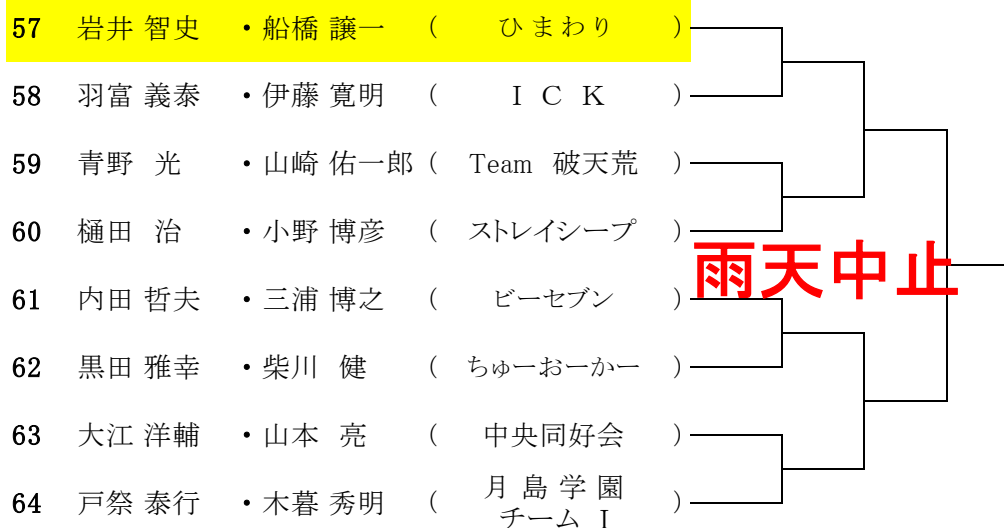 57 岩井 智史 ・船橋 譲一 ( ひまわり )
58 羽富 義泰 ・伊藤 寛明 ( ＩＣＫ )
59 青野 光 ・山崎 佑一郎 ( Team 破天荒 )
60 樋田 治 ・小野 博彦 ( ストレイシープ )
雨天中止
61 内田 哲夫 ・三浦 博之 ( ビーセブン )
62 黒田 雅幸 ・柴川 健 ( ちゅーおーかー )
63 大江 洋輔 ・山本 亮 ( 中央同好会 )
64 戸祭 泰行 ・木暮 秀明 ( 月島学園
チーム Ｉ )